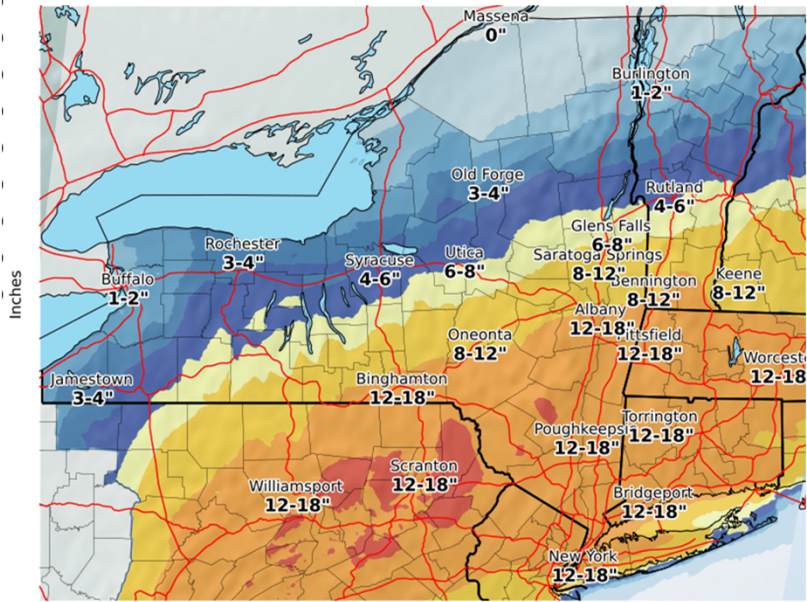 Massena
0"
Burlington
1-2"
Old Forge
3-4"
Rutland
4-6"
Glens Falls
6-8"
Rochester
3-4"
Syracuse
4-6"
Utica
6-8"
Saratoga Springs
8-12"
Buffalo
1-2"
Bennington
8-12"
Keene
8-12"
Albany
12-18"
Oneonta
8-12"
Pittsfield
12-18"
Worcest
12-18
Jamestown
3-4"
Binghamton
12-18"
Poughkeepsi
12-18"
Torrington
12-18"
Scranton
12-18"
Williamsport
12-18"
Bridgeport
12-18"
New York
12-18"
Inches